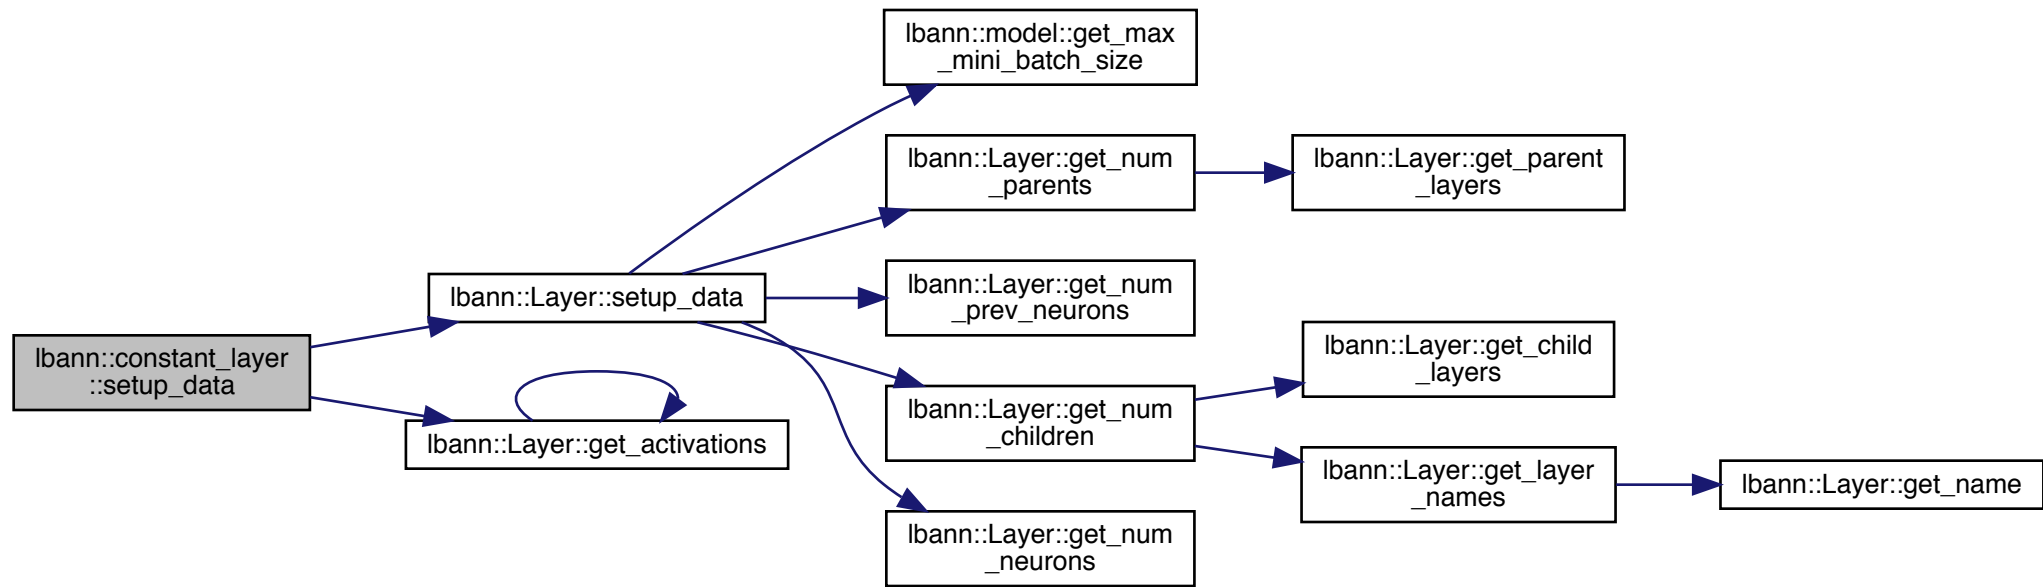 lbann::model::get_max
_mini_batch_size
lbann::Layer::get_num
_parents
lbann::Layer::get_parent
_layers
lbann::Layer::setup_data
lbann::Layer::get_num
_prev_neurons
lbann::constant_layer
::setup_data
lbann::Layer::get_activations
lbann::Layer::get_num
_children
lbann::Layer::get_child
_layers
lbann::Layer::get_layer
_names
lbann::Layer::get_name
lbann::Layer::get_num
_neurons